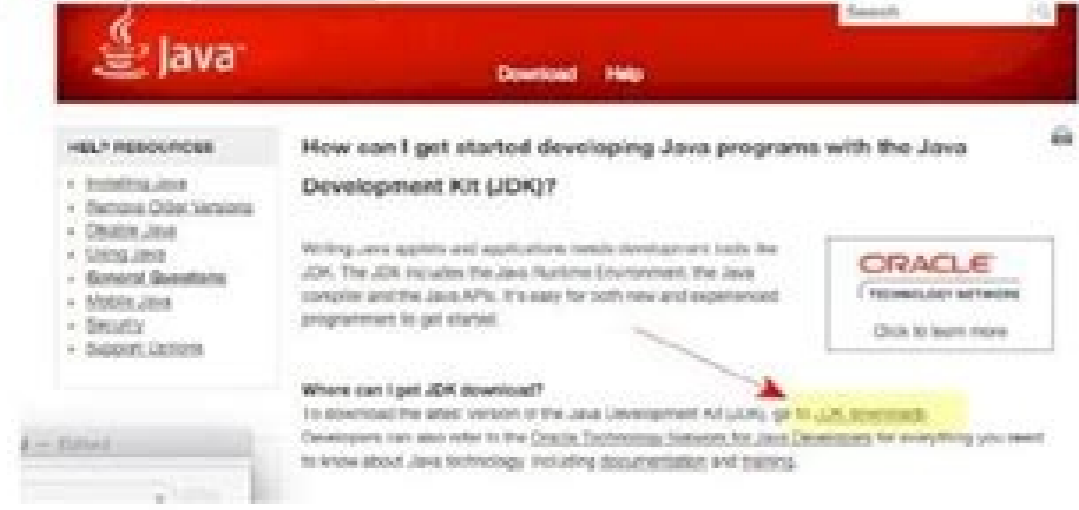 Search
Java
Download Help
HELP RESOURCES
Installing Java
Remove Older Versions
Disable Java
Using Java
General Questions
Mobile Java
Security
Support Options
How can I get started developing Java programs with the Java
Development Kit (JDK)?
Writing Java applets and applications needs development tools like
JDK. The JDK includes the Java Runtime Environment, the Java
compiler and the Java APIs. It's easy for both new and experienced
programmers to get started.
ORACLE
TECHNOLOGY NETWORK
Click to learn more
Where can I get JDK download?
To download the latest version of the Java Development Kit (JDK), go to JDK downloads.
Developers can also refer to the Oracle Technology Network for Java Developers for everything you need
to know about Java technology, including documentation and training.
— Edited